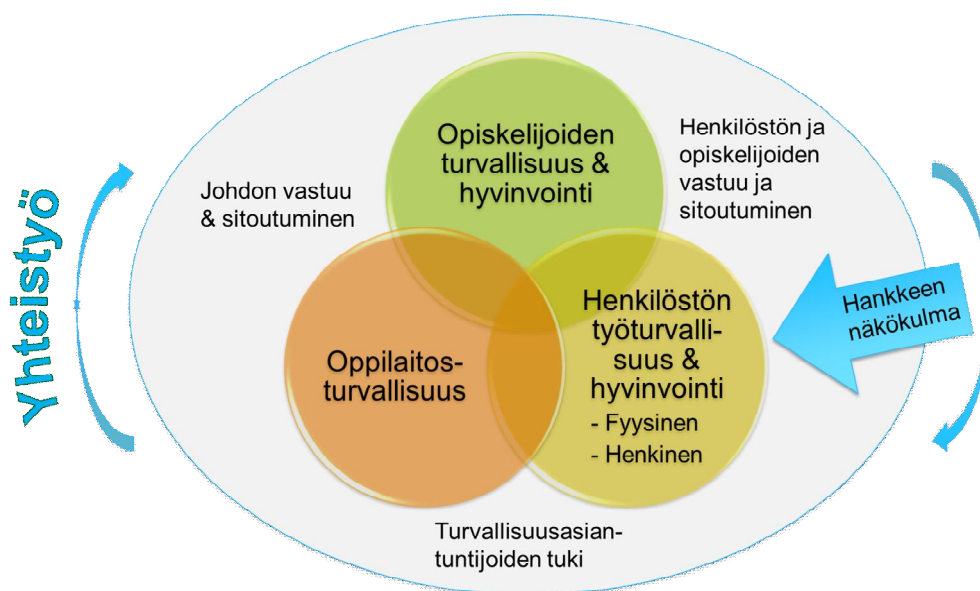 Opiskelijoiden
turvallisuus &
hyvinvointi
Henkilöstön ja
opiskelijoiden
vastuu ja
sitoutuminen
Johdon vastuu
& sitoutuminen
Yhteistyö
Hankkeen
näkökulma
Oppilaitos-
turvallisuus
Henkilöstön
työturvalli-
suus &
hyvinvointi
- Fyysinen
- Henkinen
Turvallisuusasian-
tuntijoiden tuki